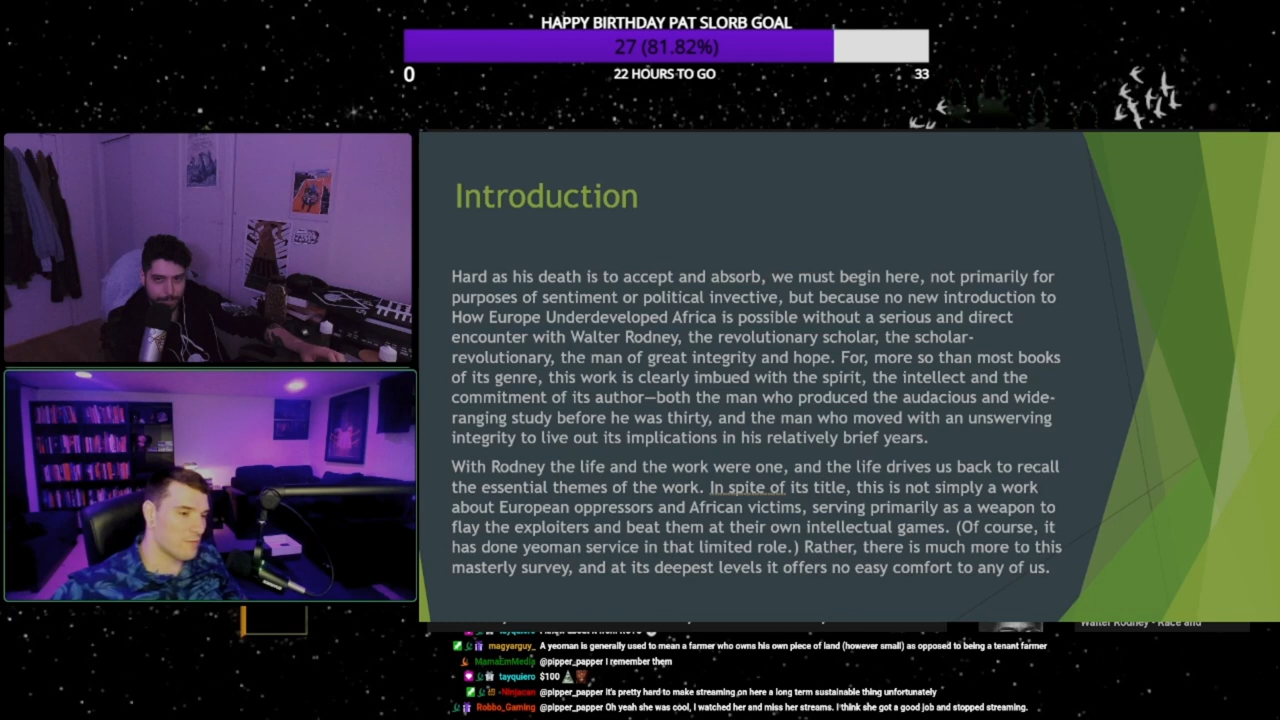 HAPPY BIRTHDAY PAT SLORB GOAL
27 (81.82%)
0
22 HOURS TO GO
33
Introduction
Hard as his death is to accept and absorb, we must begin here, not primarily for
purposes of sentiment or political invective, but because no new introduction to
How Europe Underdeveloped Africa is possible without a serious and direct
encounter with Walter Rodney, the revolutionary scholar, the scholar-
revolutionary, the man of great integrity and hope. For, more so than most books
of its genre, this work is clearly imbued with the spirit, the intellect and the
commitment of its author—both the man who produced the audacious and wide-
ranging study before he was thirty, and the man who moved with an unswerving
integrity to live out its implications in his relatively brief years.
With Rodney the life and the work were one, and the life drives us back to recall
the essential themes of the work. In spite of its title, this is not simply a work
about European oppressors and African victims, serving primarily as a weapon to
flay the exploiters and beat them at their own intellectual games. (Of course, it
has done yeoman service in that limited role.) Rather, there is much more to this
masterly survey, and at its deepest levels it offers no easy comfort to any of us.
Walter Rodney - Race and
tayquiero
magyarguy_ A yeoman is generally used to mean a farmer who owns his own piece of land (however small) as opposed to being a tenant farmer
MamaEmMedia @pipper_papper I remember them
tayquiero $100
-Ninjacan @pipper_papper it's pretty hard to make streaming on here a long term sustainable thing unfortunately
Robbo_Gaming @pipper_papper Oh yeah she was cool, I watched her and miss her streams. I think she got a good job and stopped streaming.